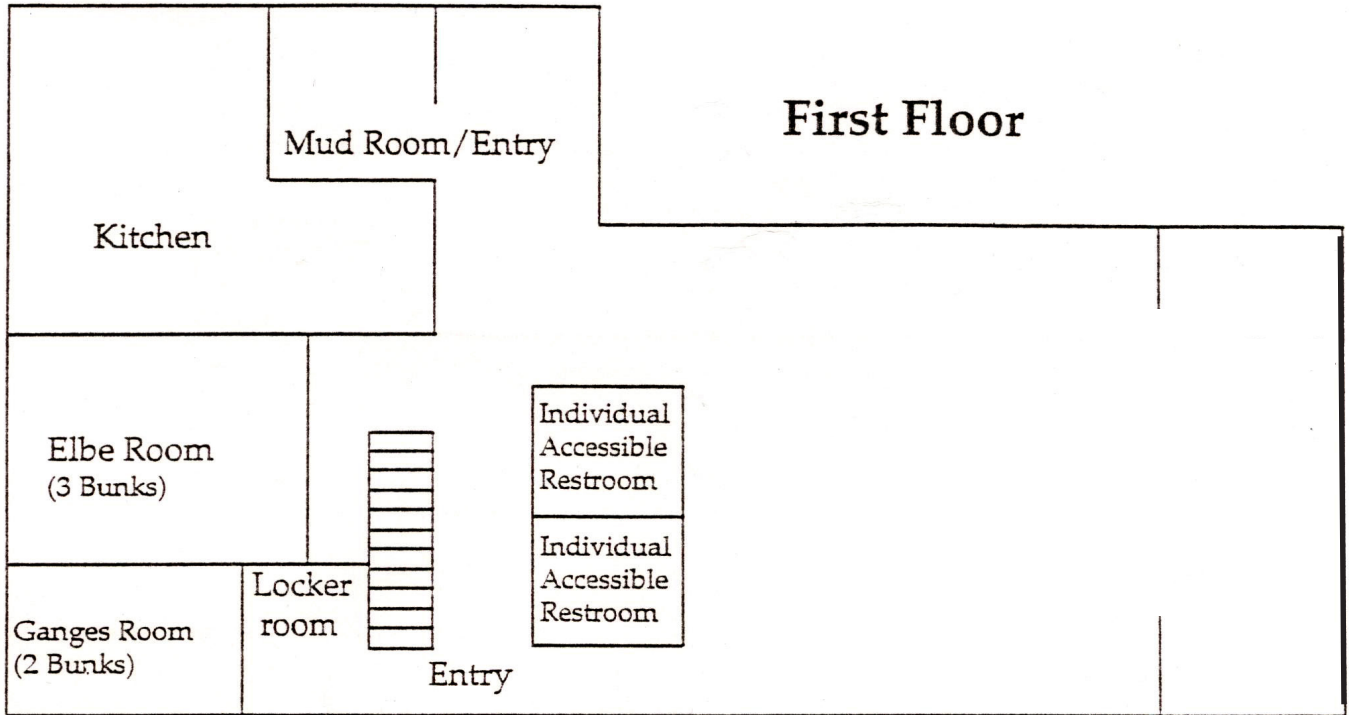 First Floor
Mud Room/Entry
Kitchen
Individual
Accessible
Restroom
Elbe Room
(3 Bunks)
Individual
Accessible
Restroom
Locker
room
Ganges Room
(2 Bunks)
Entry